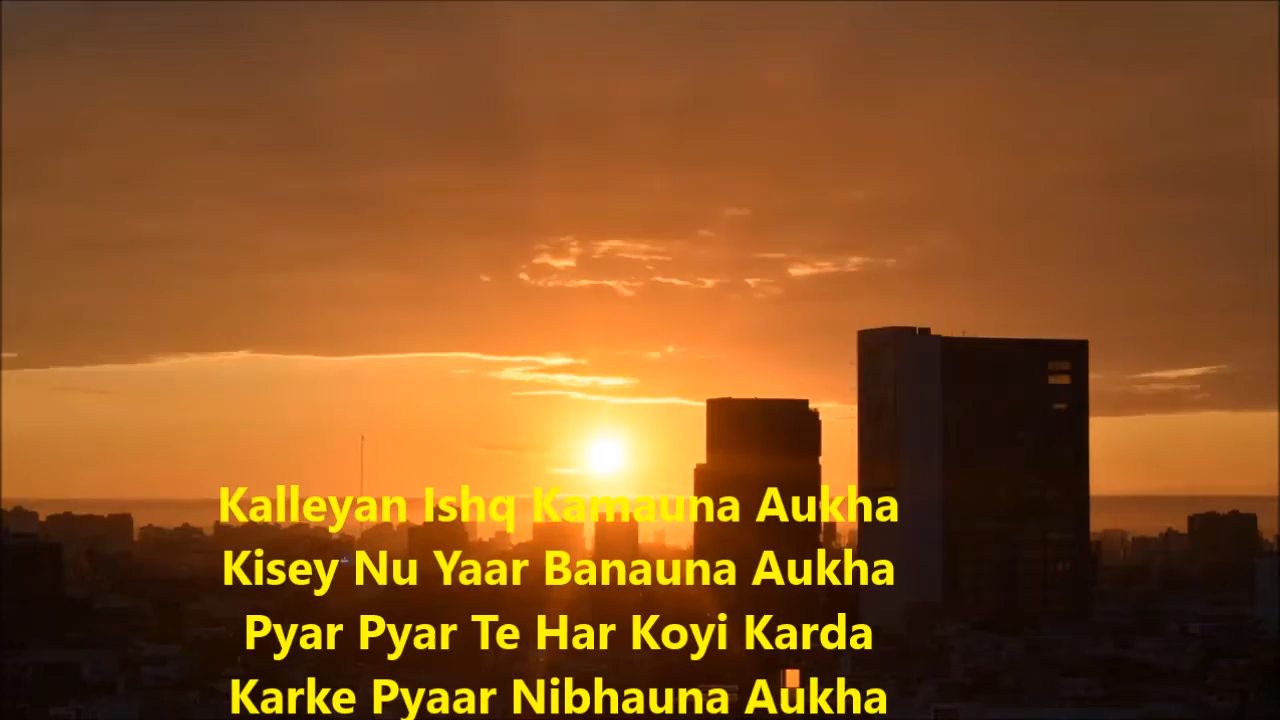 Kalleyan Ishq Kamauna Aukha
Kisey Nu Yaar Banauna Aukha
Pyar Pyar Te Har Koyi Karda
Karke Pyaar Nibhauna Aukha